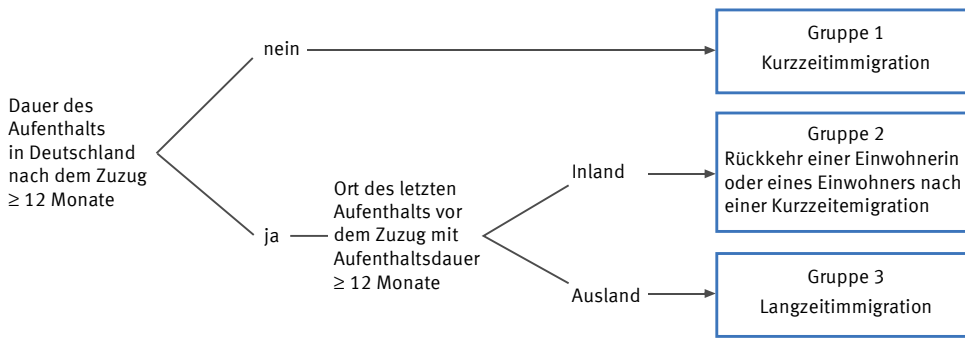 nein
Gruppe 1
Kurzzeitimmigration
Dauer des
Aufenthalts
in Deutschland
nach dem Zuzug
≥ 12 Monate
ja
Ort des letzten
Aufenthalts vor
dem Zuzug mit
Aufenthaltsdauer
≥ 12 Monate
Inland
Gruppe 2
Rückkehr einer Einwohnerin
oder eines Einwohners nach
einer Kurzzeitemigration
Ausland
Gruppe 3
Langzeitimmigration